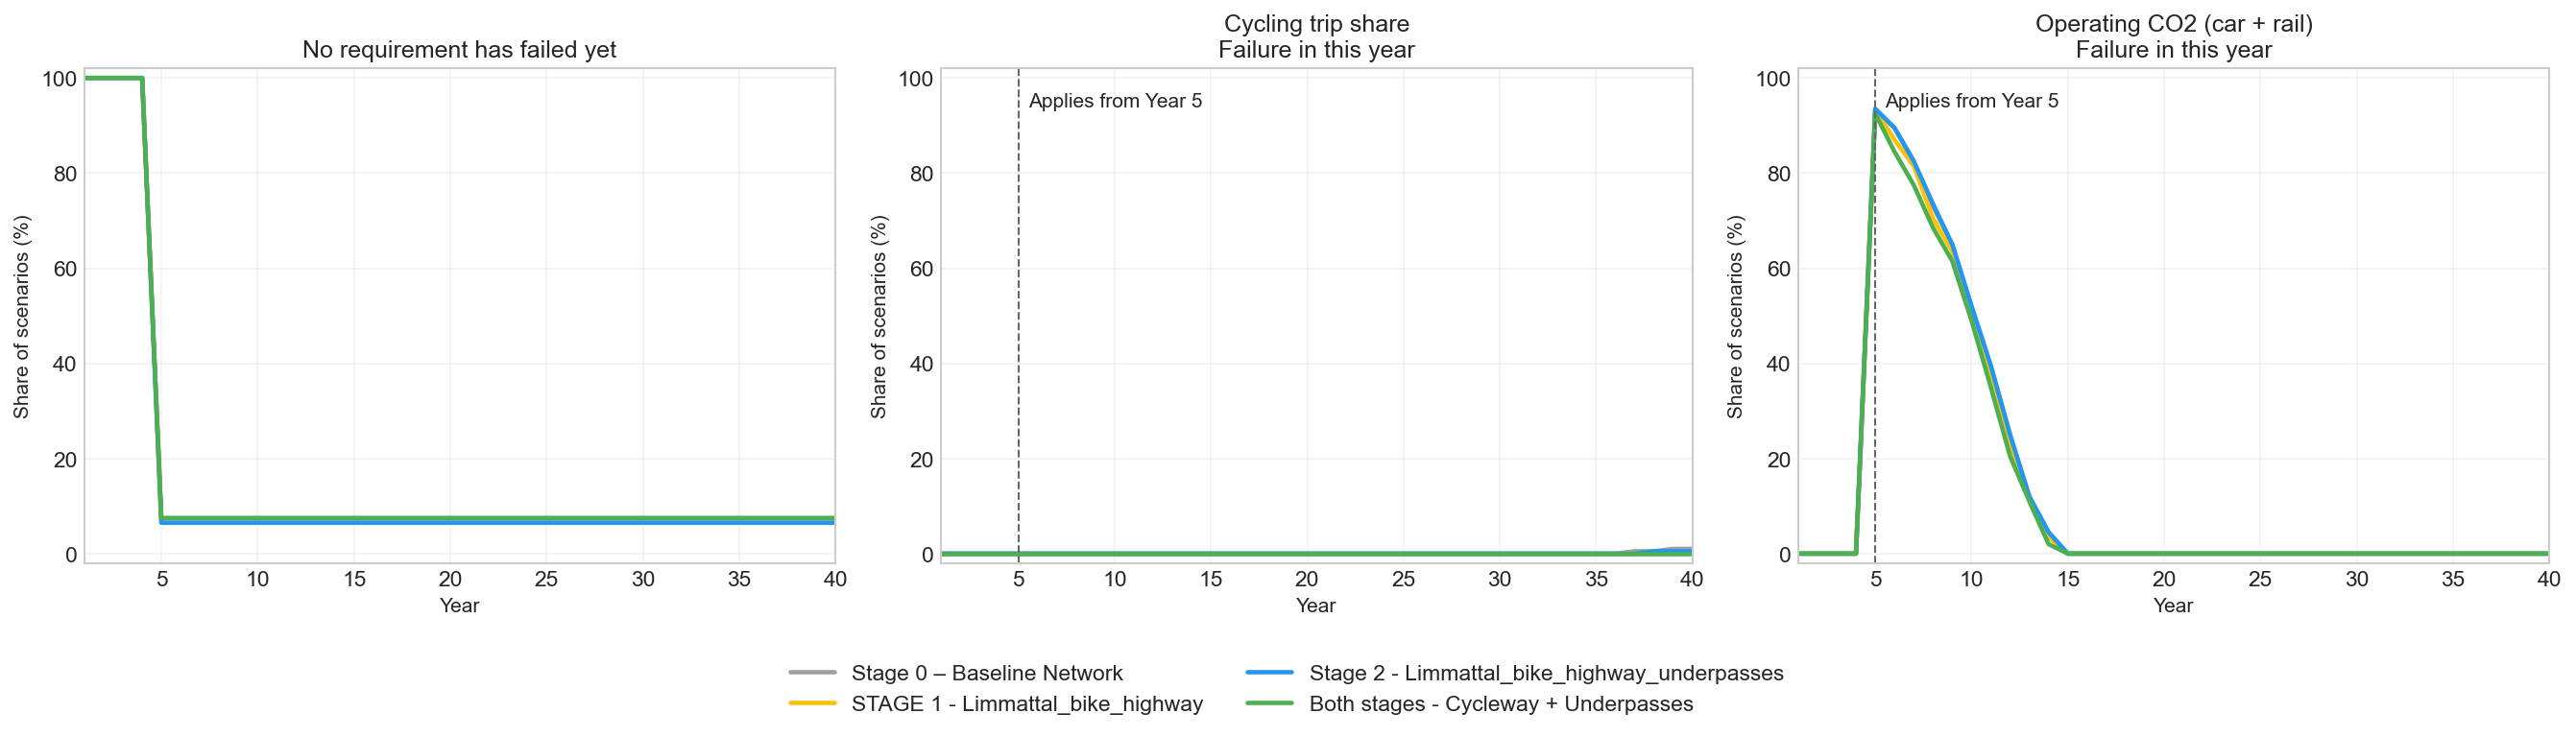 No requirement has failed yet
Share of scenarios (%)
100
80
60
40
20
0
5 10 15 20 25 30 35 40
Year
Cycling trip share
Failure in this year
Share of scenarios (%)
100
80
60
40
20
0
Applies from Year 5
5 10 15 20 25 30 35 40
Year
Operating CO2 (car + rail)
Failure in this year
Share of scenarios (%)
100
80
60
40
20
0
Applies from Year 5
5 10 15 20 25 30 35 40
Year
Stage 0 – Baseline Network
STAGE 1 - Limmattal_bike_highway
Stage 2 - Limmattal_bike_highway_underpasses
Both stages - Cycleway + Underpasses